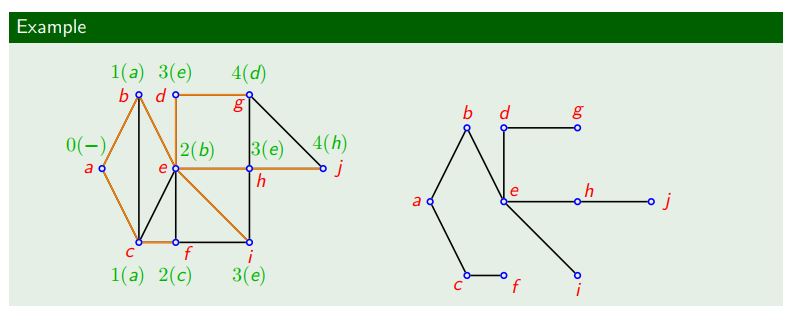 Example
1(a) 3(e) 4(d)
b d g
b d g
0(−) 2(b) 3(e) 4(h)
a e h j
e h
a j
c f i
c f i
1(a) 2(c) 3(e)